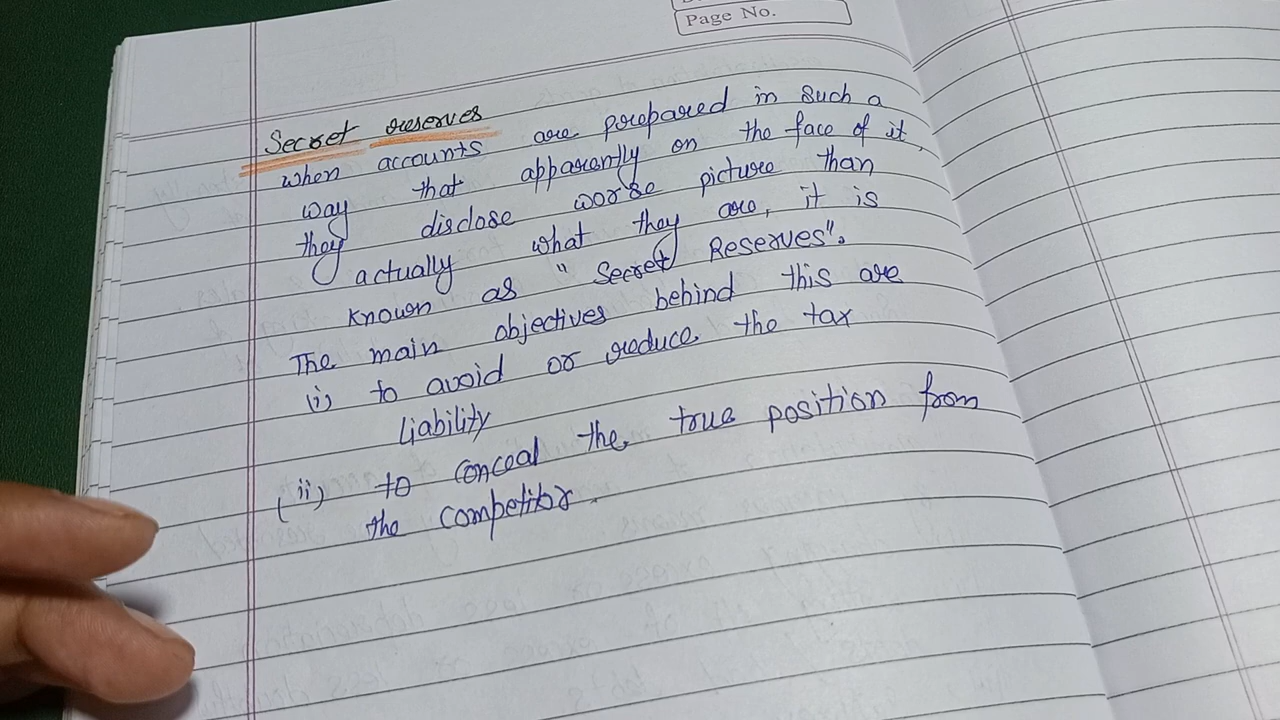 Page No.
Secret reserves
when accounts are prepared in such a
way that apparently on the face of it,
they disclose worse picture than
actually what they are, it is
known as "Secret Reserves".
The main objectives behind this are
(i) to avoid or reduce the tax
liability
(ii) to conceal the true position from
the competitor.